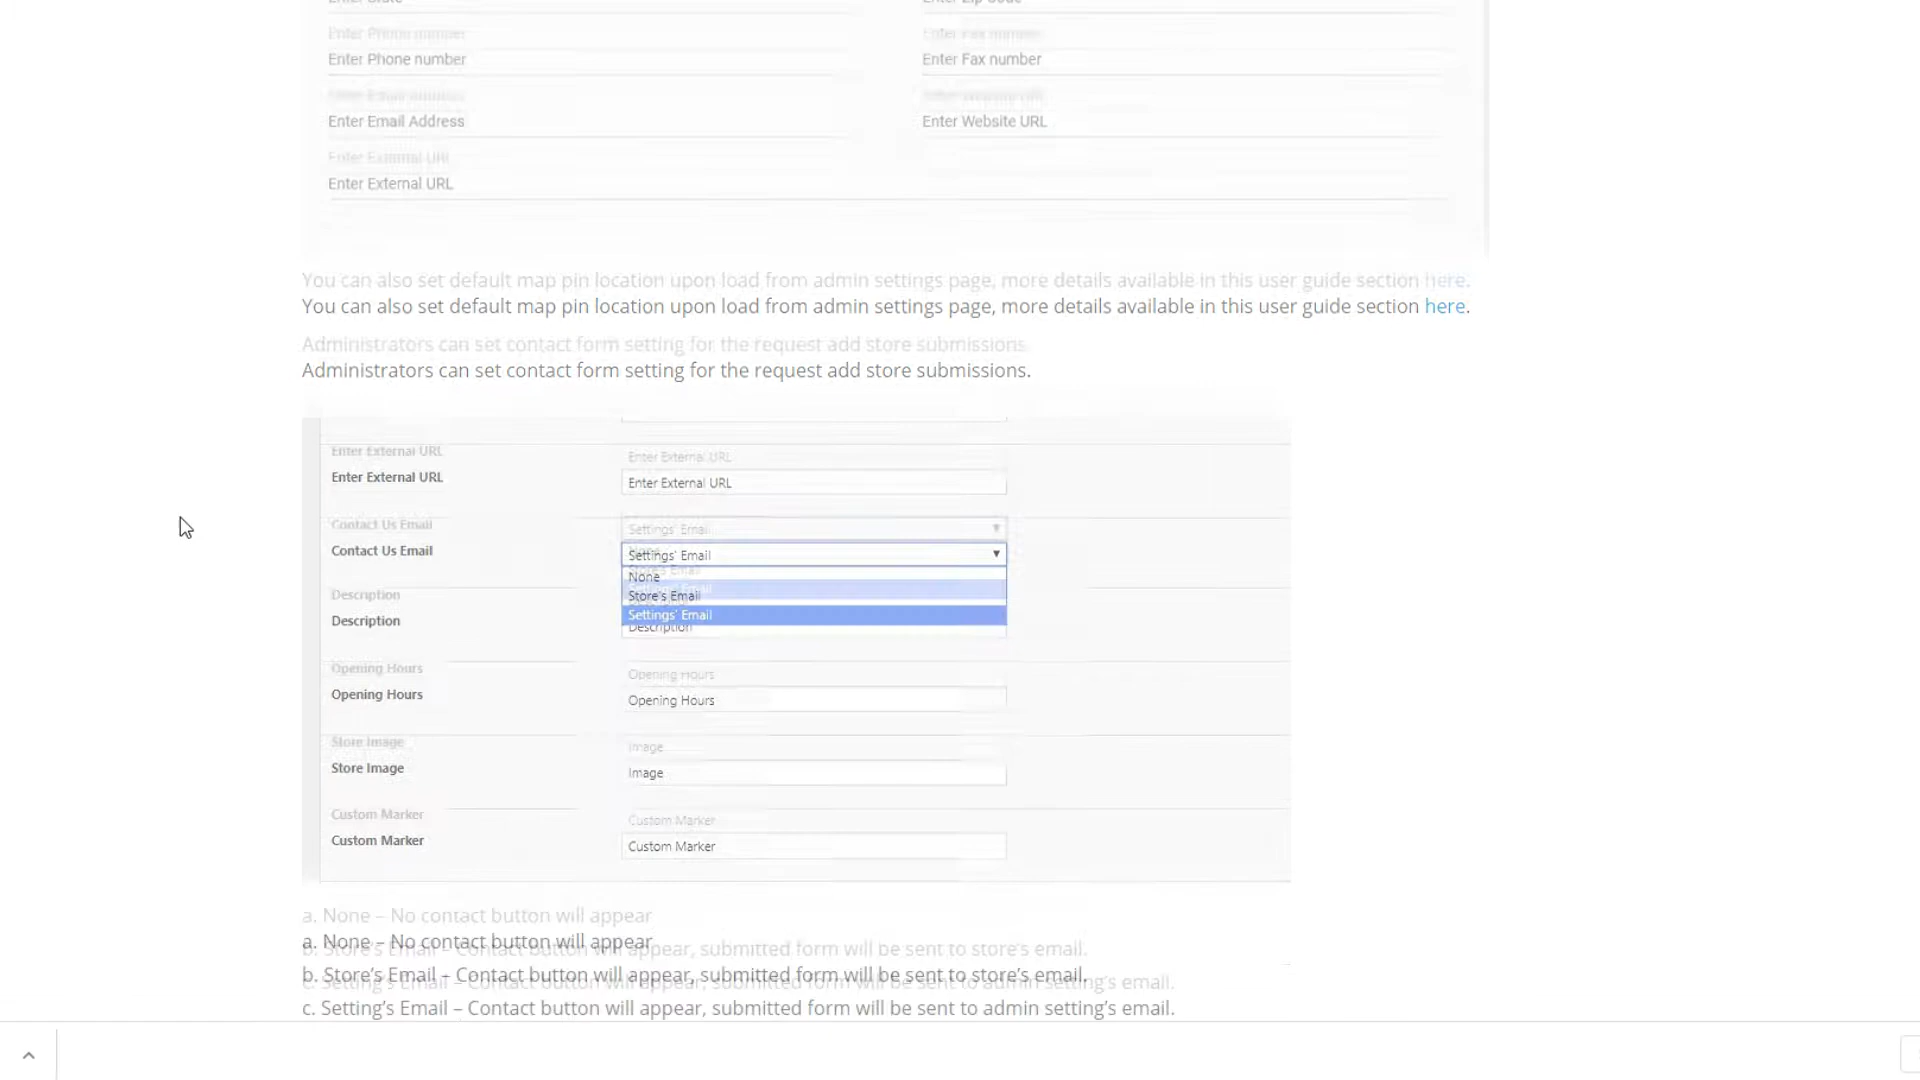 Enter Phone number
Enter Fax number
Enter Email Address
Enter Website URL
Enter External URL
You can also set default map pin location upon load from admin settings page, more details available in this user guide section here.
Administrators can set contact form setting for the request add store submissions.
Enter External URL
Enter External URL
Contact Us Email
Settings' Email
None
Store's Email
Settings' Email
Description
Description
Opening Hours
Opening Hours
Store Image
Image
Custom Marker
Custom Marker
a. None – No contact button will appear
b. Store's Email – Contact button will appear, submitted form will be sent to store's email.
c. Setting's Email – Contact button will appear, submitted form will be sent to admin setting's email.